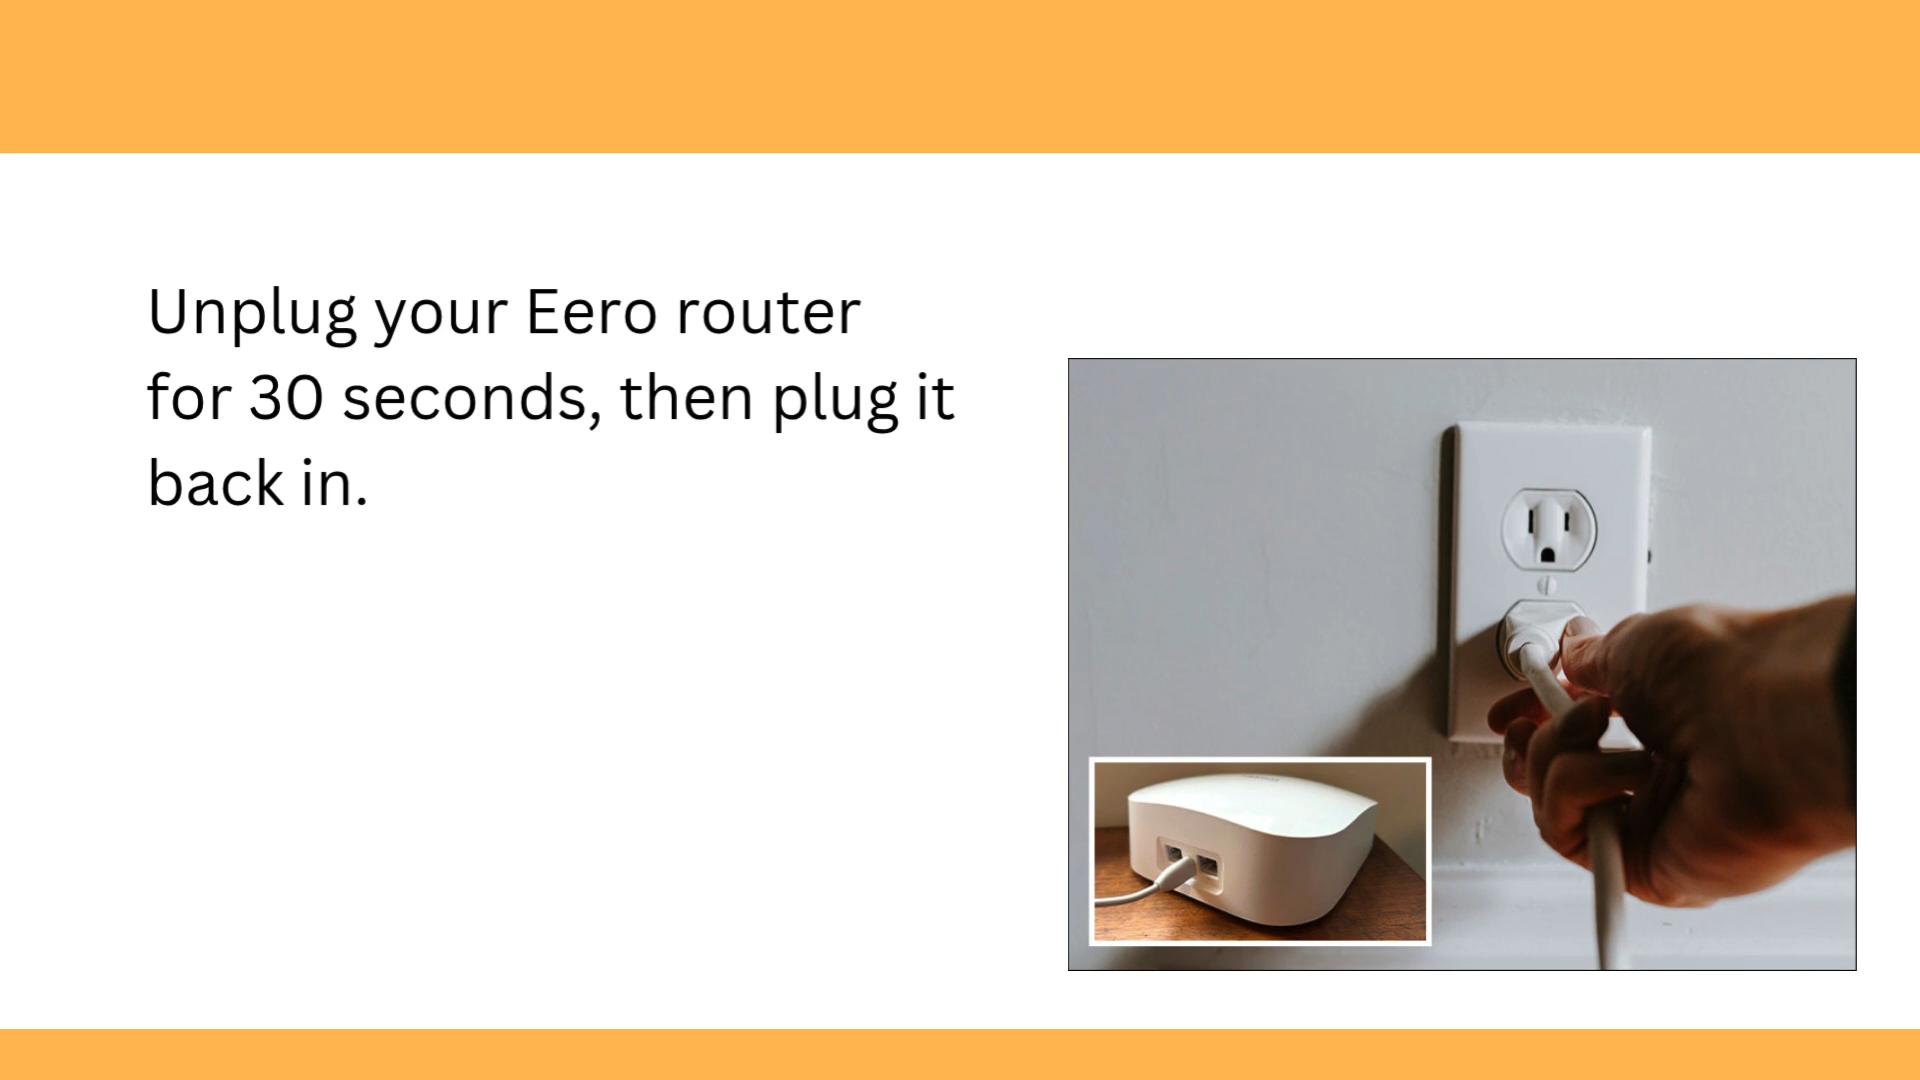 Unplug your Eero router
for 30 seconds, then plug it
back in.